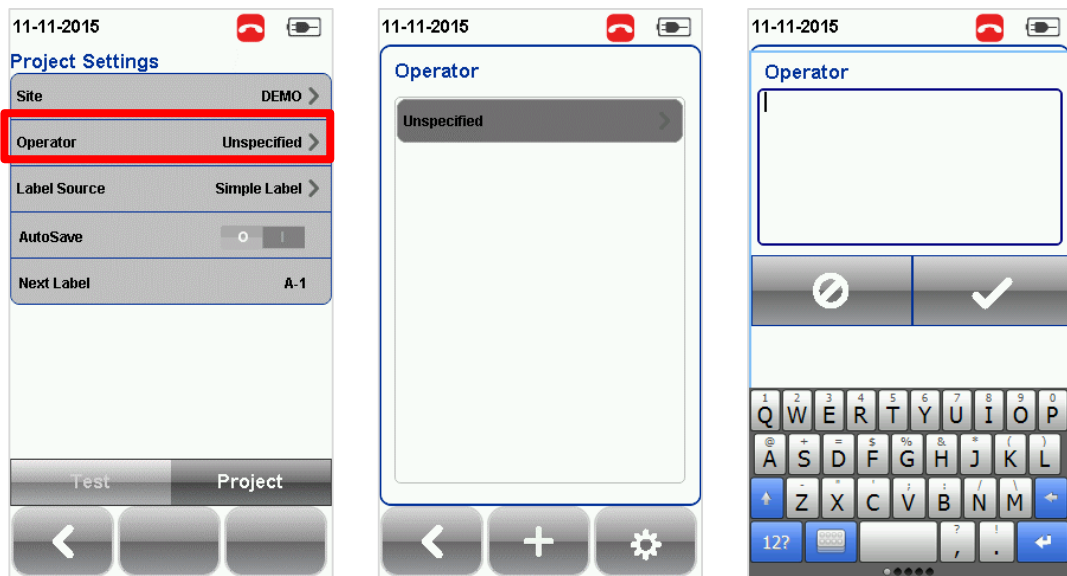 11-11-2015
Project Settings
Site DEMO
Operator Unspecified
Label Source Simple Label
AutoSave O I
Next Label A-1
Test Project
11-11-2015
Operator
Unspecified
11-11-2015
Operator
1 2 3 4 5 6 7 8 9 0
Q W E R T Y U I O P
@ + = $ % & * ( )
A S D F G H J K L
- " ' ; : / \
Z X C V B N M
12? ? , ! .